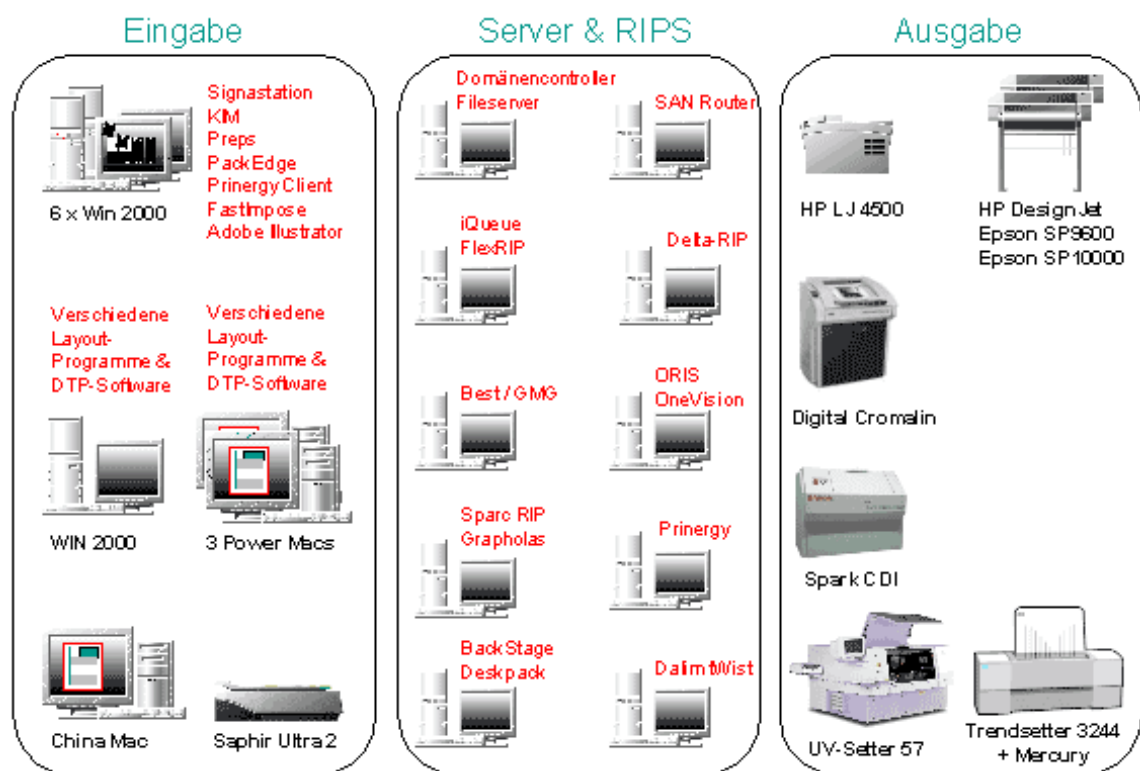 Eingabe
Signastation
KIM
Preps
PackEdge
Prinergy Client
FastImpose
Adobe Illustrator
6 x Win 2000
Verschiedene
Layout-
Programme &
DTP-Software
WIN 2000
Verschiedene
Layout-
Programme &
DTP-Software
3 Power Macs
China Mac
Saphir Ultra 2
Server & RIPS
Domänencontroller
Fileserver
SAN Router
iQueue
FlexRIP
Delta-RIP
Best / GMG
ORIS
OneVision
Sparc RIP
Grapholas
Prinergy
BackStage
Deskpack
Dalim tWist
Ausgabe
HP LJ 4500
HP DesignJet
Epson SP9600
Epson SP10000
Digital Cromalin
Spark CDI
UV-Setter 57
Trendsetter 3244
+ Mercury